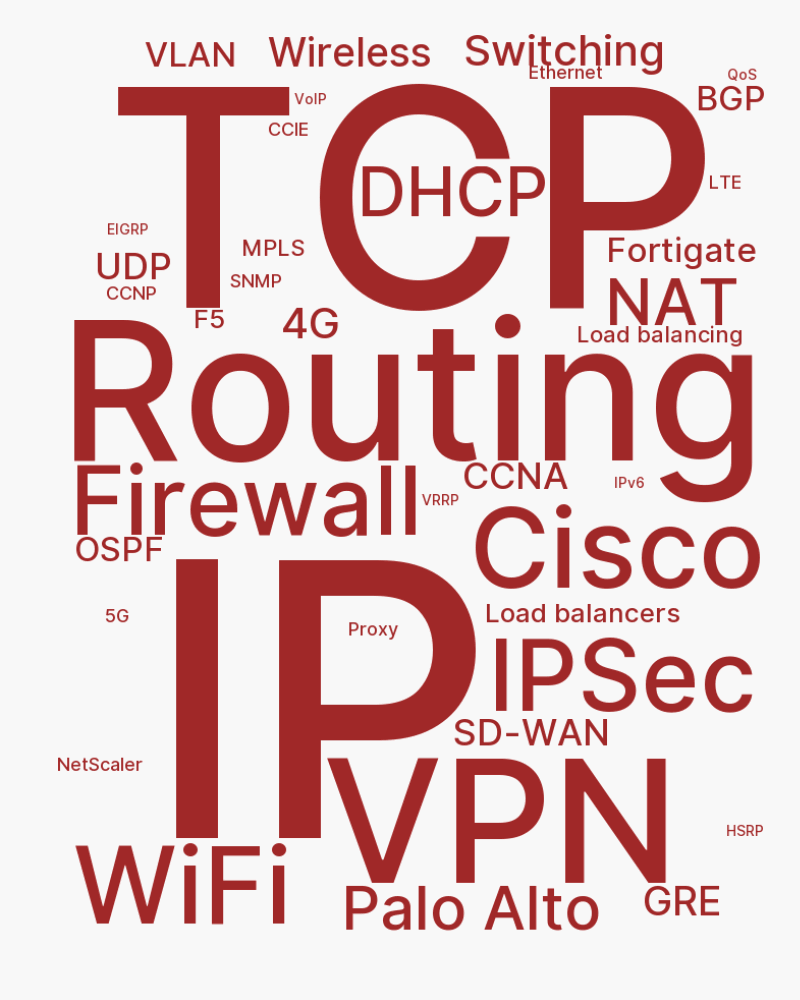 VLAN
Wireless
Switching
Ethernet
QoS
TCP
VoIP
BGP
CCIE
DHCP
LTE
EIGRP
MPLS
Fortigate
UDP
SNMP
CCNP
NAT
F5
4G
Load balancing
Routing
Firewall
CCNA
IPv6
VRRP
Cisco
OSPF
IP
5G
Proxy
Load balancers
IPSec
SD-WAN
NetScaler
VPN
HSRP
WiFi
Palo Alto
GRE